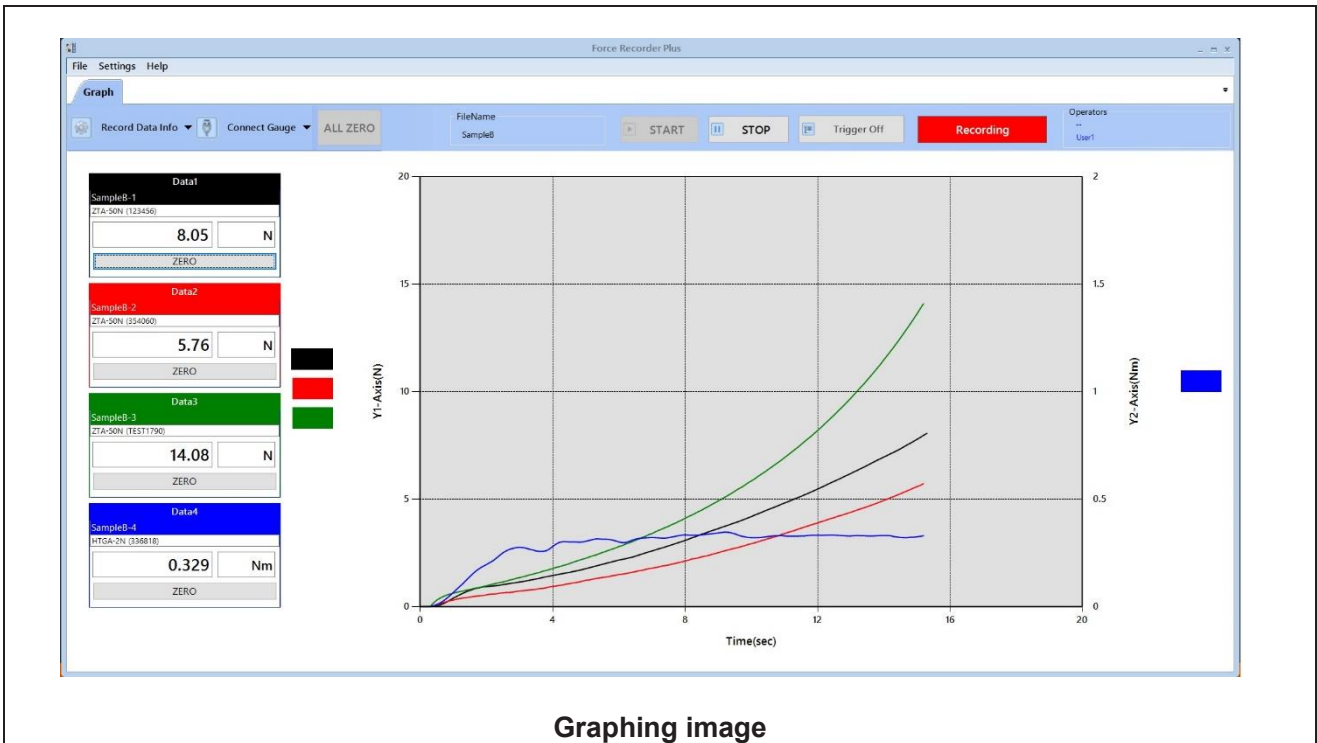 Force Recorder Plus
File Settings Help
Graph
Record Data Info Connect Gauge ALL ZERO
FileName
SampleB
START STOP Trigger Off Recording
Operators
--
User1
Data1
SampleB-1
ZTA-50N (123456)
8.05 N
ZERO
Data2
SampleB-2
ZTA-50N (354060)
5.76 N
ZERO
Data3
SampleB-3
ZTA-50N (TEST1790)
14.08 N
ZERO
Data4
SampleB-4
HTGA-2N (336818)
0.329 Nm
ZERO
Y1-Axis(N)
20
15
10
5
0
0 4 8 12 16 20
Time(sec)
2
1.5
1
0.5
0
Y2-Axis(Nm)
Graphing image